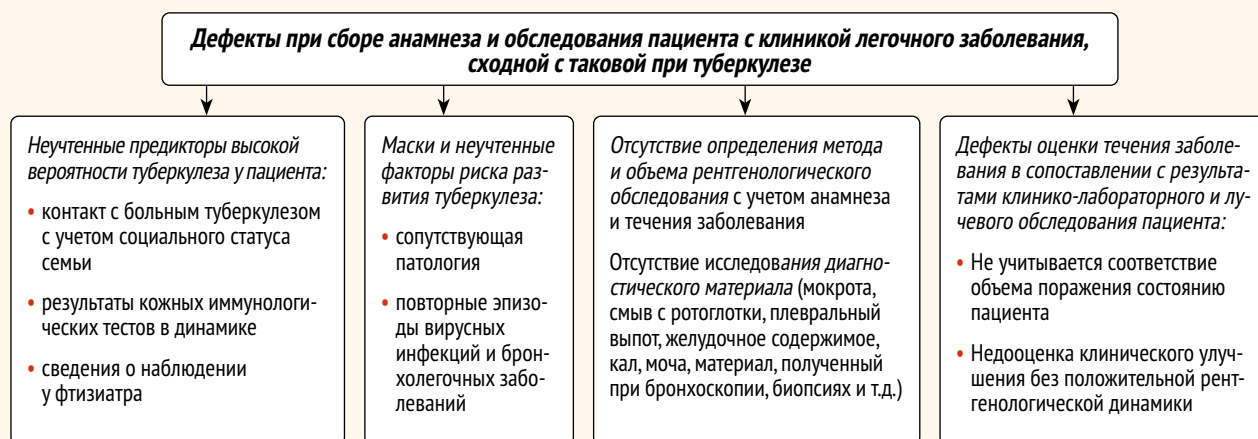 Дефекты при сборе анамнеза и обследования пациента с клиникой легочного заболевания,
сходной с таковой при туберкулезе
Неучтенные предикторы высокой
вероятности туберкулеза у пациента:
• контакт с больным туберкулезом
с учетом социального статуса
семьи
• результаты кожных иммунологи-
ческих тестов в динамике
• сведения о наблюдении
у фтизиатра
Маски и неучтенные
факторы риска раз-
вития туберкулеза:
• сопутствующая
патология
• повторные эпизо-
ды вирусных
инфекций и брон-
холегочных забо-
леваний
Отсутствие определения метода
и объема рентгенологического
обследования с учетом анамнеза
и течения заболевания
Отсутствие исследования диагно-
стического материала (мокрота,
смыв с ротоглотки, плевральный
выпот, желудочное содержимое,
кал, моча, материал, полученный
при бронхоскопии, биопсиях и т.д.)
Дефекты оценки течения заболе-
вания в сопоставлении с результа-
тами клинико-лабораторного и лу-
чевого обследования пациента:
• Не учитывается соответствие
объема поражения состоянию
пациента
• Недооценка клинического улуч-
шения без положительной рент-
генологической динамики